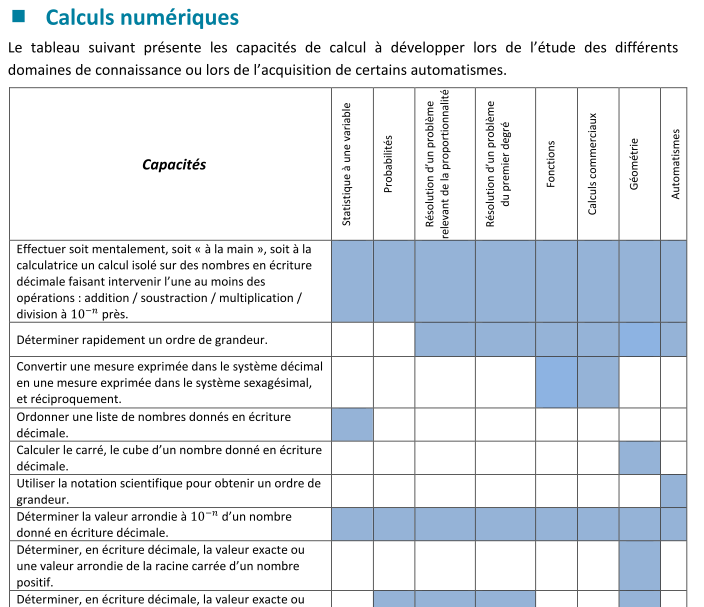 Calculs numériques
Le tableau suivant présente les capacités de calcul à développer lors de l’étude des différents
domaines de connaissance ou lors de l’acquisition de certains automatismes.
Capacités
Statistique à une variable
Probabilités
Résolution d’un problème
relevant de la proportionnalité
Résolution d’un problème
du premier degré
Fonctions
Calculs commerciaux
Géométrie
Automatismes
Effectuer soit mentalement, soit « à la main », soit à la
calculatrice un calcul isolé sur des nombres en écriture
décimale faisant intervenir l’une au moins des
opérations : addition / soustraction / multiplication /
division à 10⁻ⁿ près.
Déterminer rapidement un ordre de grandeur.
Convertir une mesure exprimée dans le système décimal
en une mesure exprimée dans le système sexagésimal,
et réciproquement.
Ordonner une liste de nombres donnés en écriture
décimale.
Calculer le carré, le cube d’un nombre donné en écriture
décimale.
Utiliser la notation scientifique pour obtenir un ordre de
grandeur.
Déterminer la valeur arrondie à 10⁻ⁿ d’un nombre
donné en écriture décimale.
Déterminer, en écriture décimale, la valeur exacte ou
une valeur arrondie de la racine carrée d’un nombre
positif.
Déterminer, en écriture décimale, la valeur exacte ou